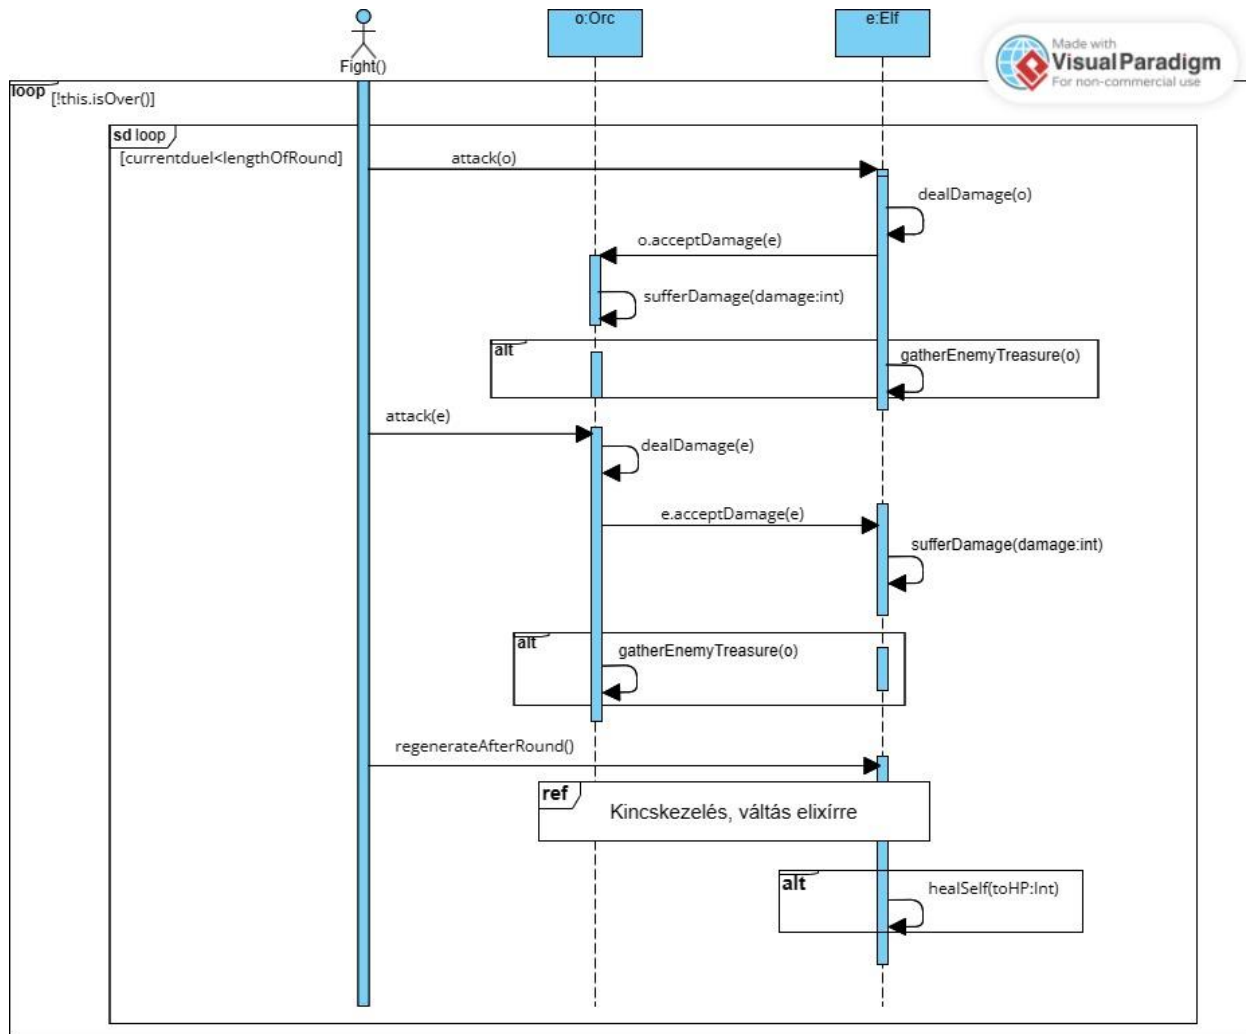 o:Orc
e:Elf
Made with
Visual Paradigm
For non-commercial use
Fight()
loop [!this.isOver()]
sd loop
[currentduel<lengthOfRound]
attack(o)
dealDamage(o)
o.acceptDamage(e)
sufferDamage(damage:int)
alt
gatherEnemyTreasure(o)
attack(e)
dealDamage(e)
e.acceptDamage(e)
sufferDamage(damage:int)
alt
gatherEnemyTreasure(o)
regenerateAfterRound()
ref
Kincskezelés, váltás elixírre
alt
healSelf(toHP:Int)